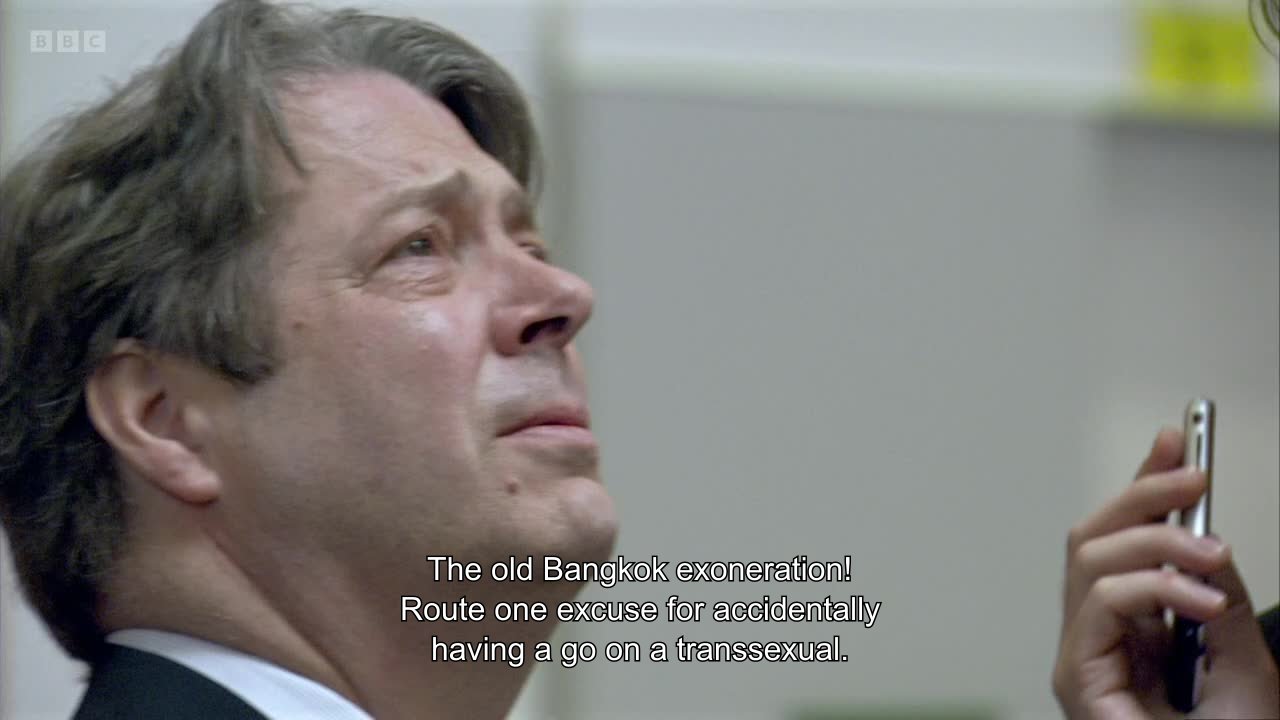 BBC
The old Bangkok exoneration!
Route one excuse for accidentally
having a go on a transsexual.